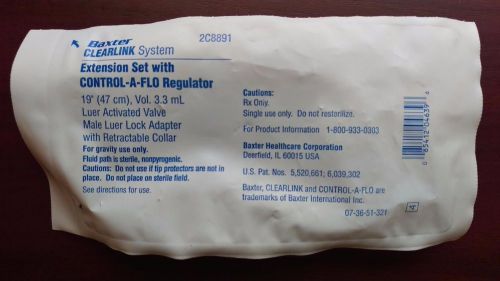 Baxter
2C8891
CLEARLINK System
Extension Set with
CONTROL-A-FLO Regulator
19" (47 cm), Vol. 3.3 mL
Luer Activated Valve
Male Luer Lock Adapter
with Retractable Collar
For gravity use only.
Fluid path is sterile, nonpyrogenic.
Cautions: Do not use if tip protectors are not in
place. Do not place on sterile field.
See directions for use.
Cautions:
Rx Only.
Single use only. Do not resterilize.
For Product Information 1-800-933-0303
Baxter Healthcare Corporation
Deerfield, IL 60015 USA
U.S. Pat. Nos. 5,520,661; 6,039,302
Baxter, CLEARLINK and CONTROL-A-FLO are
trademarks of Baxter International Inc.
07-36-51-321